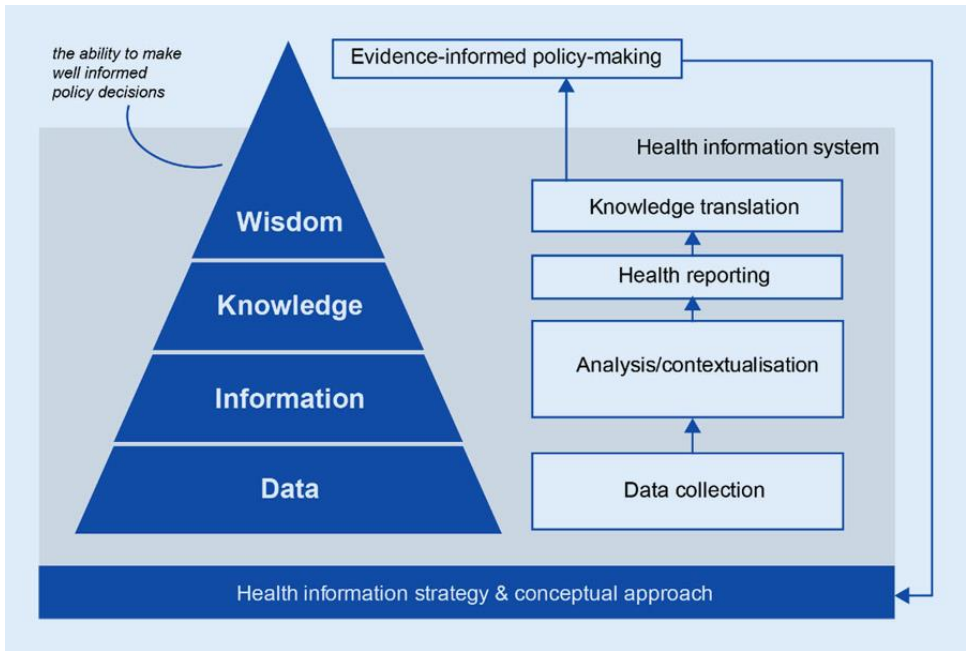 the ability to make
well informed
policy decisions
Evidence-informed policy-making
Health information system
Wisdom
Knowledge
Information
Data
Knowledge translation
Health reporting
Analysis/contextualisation
Data collection
Health information strategy & conceptual approach